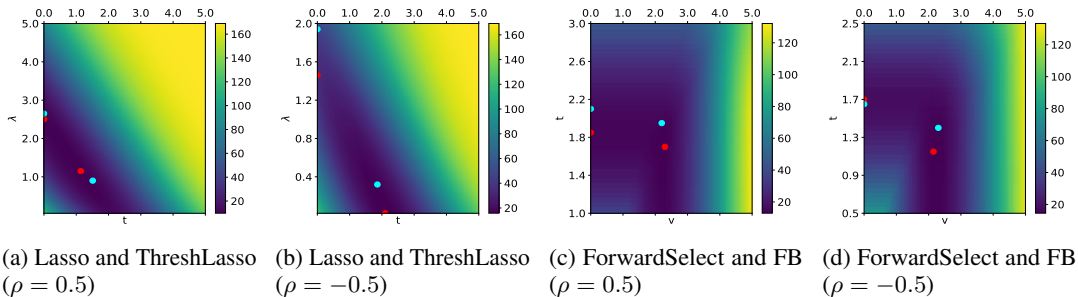 0.0 1.0 2.0 3.0 4.0 5.0
5.0
4.0
3.0
2.0
1.0
λ
t
160
140
120
100
80
60
40
20
0.0 1.0 2.0 3.0 4.0 5.0
2.0
1.6
1.2
0.8
0.4
λ
t
160
140
120
100
80
60
40
20
0.0 1.0 2.0 3.0 4.0 5.0
3.0
2.6
2.2
1.8
1.4
1.0
t
v
120
100
80
60
40
20
0.0 1.0 2.0 3.0 4.0 5.0
2.5
2.1
1.7
1.3
0.9
0.5
t
v
120
100
80
60
40
20
(a) Lasso and ThreshLasso
(ρ = 0.5)
(b) Lasso and ThreshLasso
(ρ = −0.5)
(c) ForwardSelect and FB
(ρ = 0.5)
(d) ForwardSelect and FB
(ρ = −0.5)